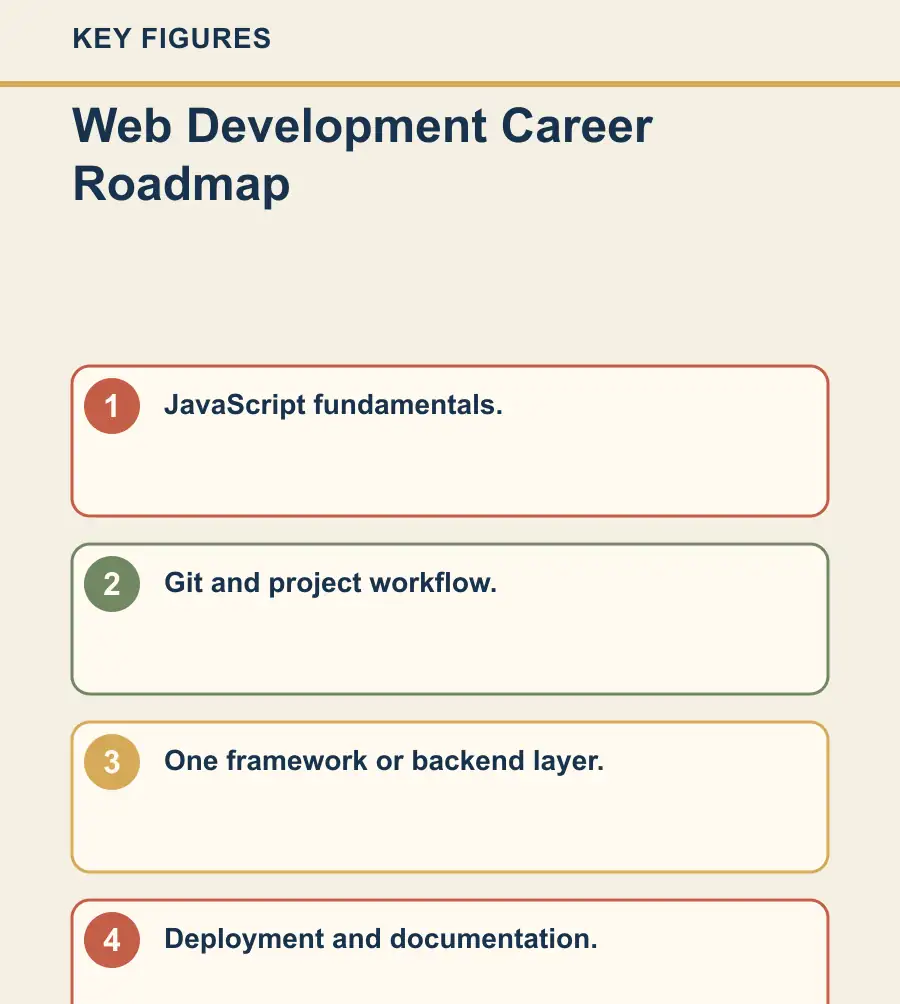 KEY FIGURES
Web Development Career
Roadmap
1 JavaScript fundamentals.
2 Git and project workflow.
3 One framework or backend layer.
4 Deployment and documentation.